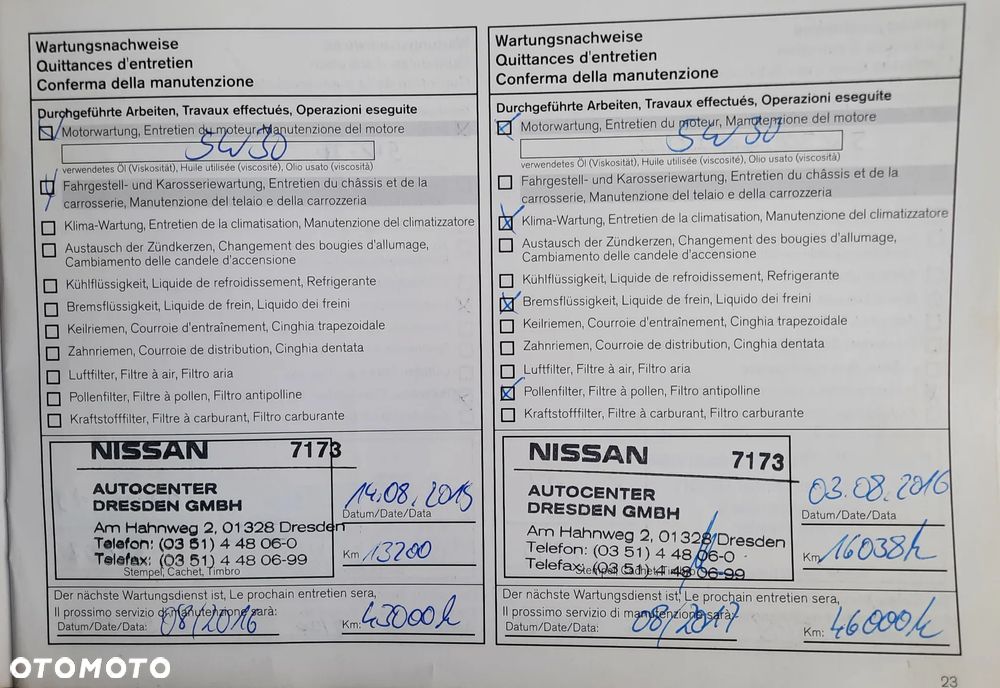 Wartungsnachweise
Quittances d'entretien
Conferma della manutenzione
Durchgeführte Arbeiten, Travaux effectués, Operazioni eseguite
Motorwartung, Entretien du moteur, Manutenzione del motore
5W30
verwendetes Öl (Viskosität), Huile utilisée (viscosité), Olio usato (viscosità)
Fahrgestell- und Karosseriewartung, Entretien du châssis et de la
carrosserie, Manutenzione del telaio e della carrozzeria
Klima-Wartung, Entretien de la climatisation, Manutenzione del climatizzatore
Austausch der Zündkerzen, Changement des bougies d'allumage,
Cambiamento delle candele d'accensione
Kühlflüssigkeit, Liquide de refroidissement, Refrigerante
Bremsflüssigkeit, Liquide de frein, Liquido dei freini
Keilriemen, Courroie d'entraînement, Cinghia trapezoidale
Zahnriemen, Courroie de distribution, Cinghia dentata
Luftfilter, Filtre à air, Filtro aria
Pollenfilter, Filtre à pollen, Filtro antipolline
Kraftstofffilter, Filtre à carburant, Filtro carburante
NISSAN 7173
AUTOCENTER
DRESDEN GMBH
Am Hahnweg 2, 01328 Dresden
Telefon: (03 51) 4 48 06-0
Telefax: (03 51) 4 48 06-99
Stempel, Cachet, Timbro
14.08.2015
Datum/Date/Data
Km 13200
Der nächste Wartungsdienst ist, Le prochain entretien sera,
Il prossimo servizio di manutenzione sarà:
Datum/Date/Data: 08/2016 Km: 43000k
Wartungsnachweise
Quittances d'entretien
Conferma della manutenzione
Durchgeführte Arbeiten, Travaux effectués, Operazioni eseguite
Motorwartung, Entretien du moteur, Manutenzione del motore
5W30
verwendetes Öl (Viskosität), Huile utilisée (viscosité), Olio usato (viscosità)
Fahrgestell- und Karosseriewartung, Entretien du châssis et de la
carrosserie, Manutenzione del telaio e della carrozzeria
Klima-Wartung, Entretien de la climatisation, Manutenzione del climatizzatore
Austausch der Zündkerzen, Changement des bougies d'allumage,
Cambiamento delle candele d'accensione
Kühlflüssigkeit, Liquide de refroidissement, Refrigerante
Bremsflüssigkeit, Liquide de frein, Liquido dei freini
Keilriemen, Courroie d'entraînement, Cinghia trapezoidale
Zahnriemen, Courroie de distribution, Cinghia dentata
Luftfilter, Filtre à air, Filtro aria
Pollenfilter, Filtre à pollen, Filtro antipolline
Kraftstofffilter, Filtre à carburant, Filtro carburante
NISSAN 7173
AUTOCENTER
DRESDEN GMBH
Am Hahnweg 2, 01328 Dresden
Telefon: (03 51) 4 48 06-0
Telefax: (03 51) 4 48 06-99
Stempel, Cachet, Timbro
03.08.2016
Datum/Date/Data
Km 16038k
Der nächste Wartungsdienst ist, Le prochain entretien sera,
Il prossimo servizio di manutenzione sarà:
Datum/Date/Data: 08/2017 Km: 46000k
OTOMOTO
23